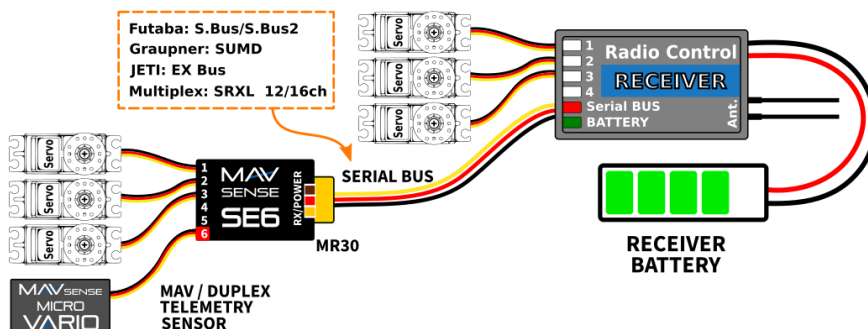 Futaba: S.Bus/S.Bus2
Graupner: SUMD
JETI: EX Bus
Multiplex: SRXL 12/16ch
Servo
Servo
Servo
1
2
3
4
Radio Control
RECEIVER
Serial BUS
BATTERY
Ant.
Servo
Servo
Servo
1
2
3
4
5
6
MAV
SENSE
SE6
RX/POWER
SERIAL BUS
MR30
RECEIVER
BATTERY
MAV SENSE
MICRO
VARIO
MAV / DUPLEX
TELEMETRY
SENSOR